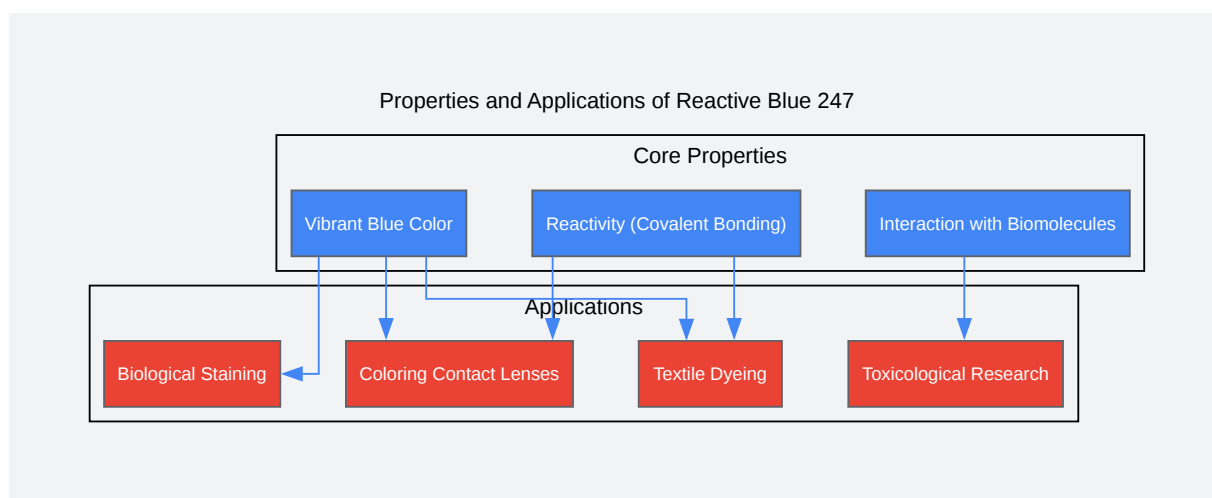 Properties and Applications of Reactive Blue 247
Core Properties
Vibrant Blue Color
Reactivity (Covalent Bonding)
Interaction with Biomolecules
Applications
Biological Staining
Coloring Contact Lenses
Textile Dyeing
Toxicological Research